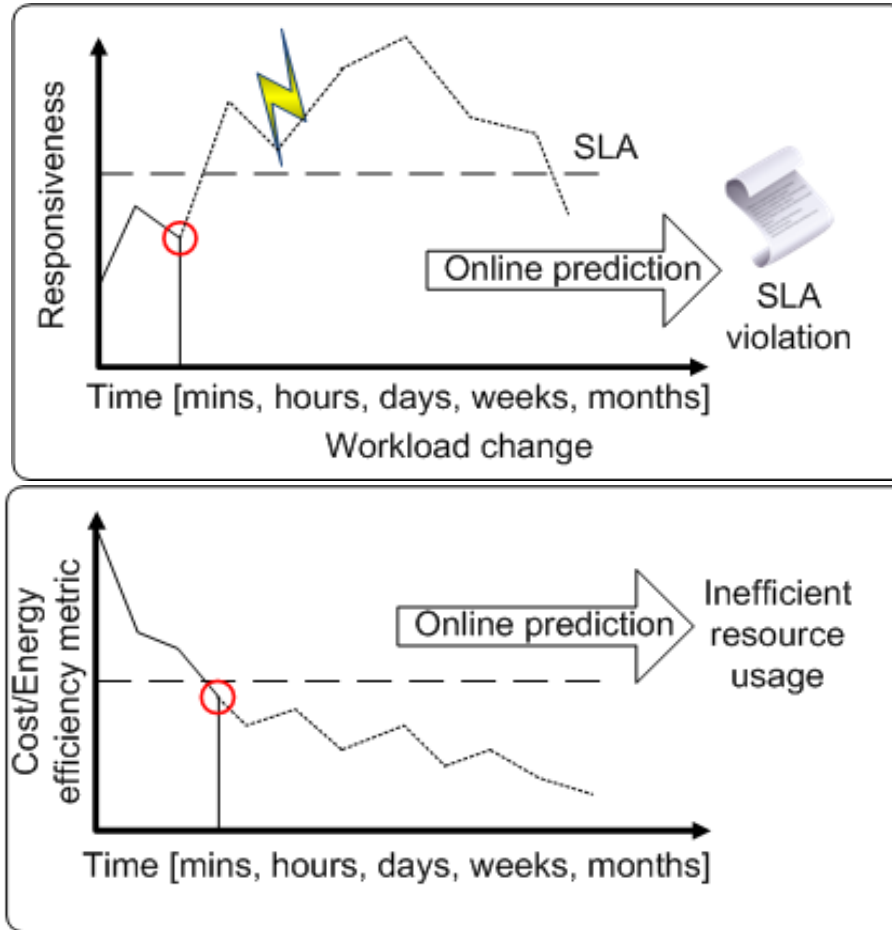 Responsiveness
SLA
Online prediction
SLA
violation
Time [mins, hours, days, weeks, months]
Workload change
Cost/Energy
efficiency metric
Online prediction
Inefficient
resource
usage
Time [mins, hours, days, weeks, months]